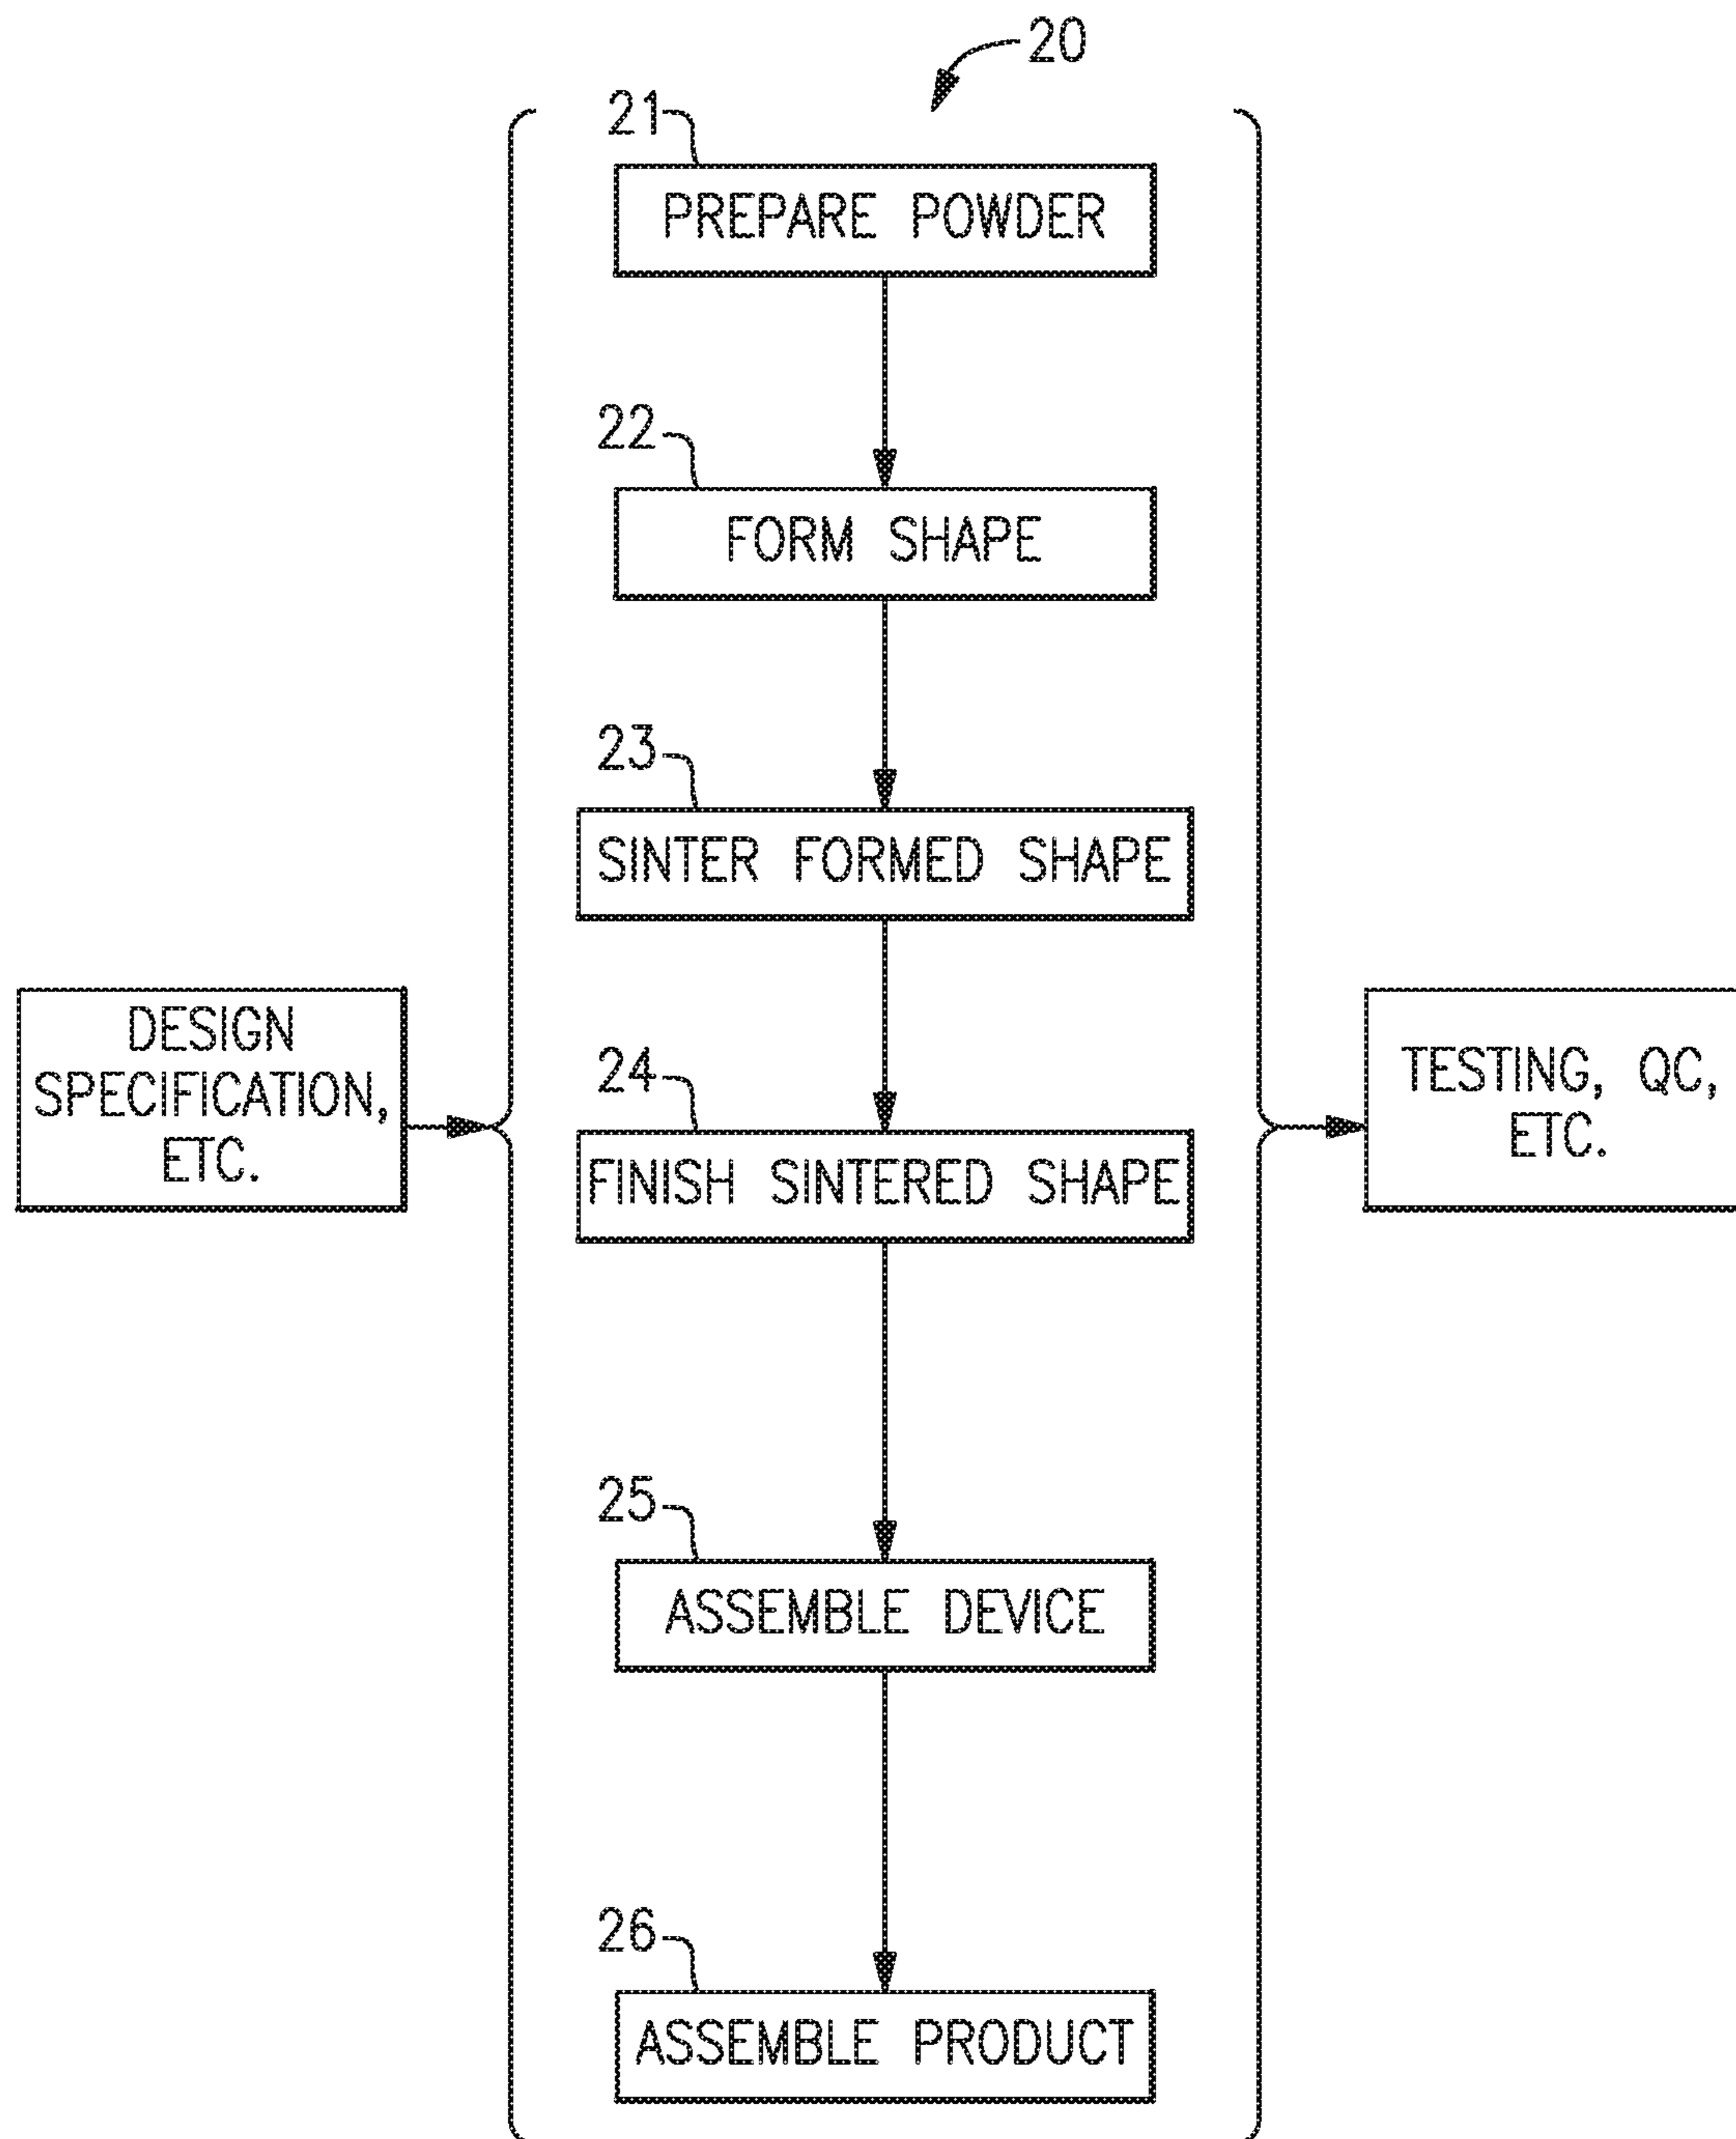 20
21
PREPARE POWDER
22
FORM SHAPE
23
SINTER FORMED SHAPE
DESIGN
SPECIFICATION,
ETC.
24
FINISH SINTERED SHAPE
TESTING, QC,
ETC.
25
ASSEMBLE DEVICE
26
ASSEMBLE PRODUCT